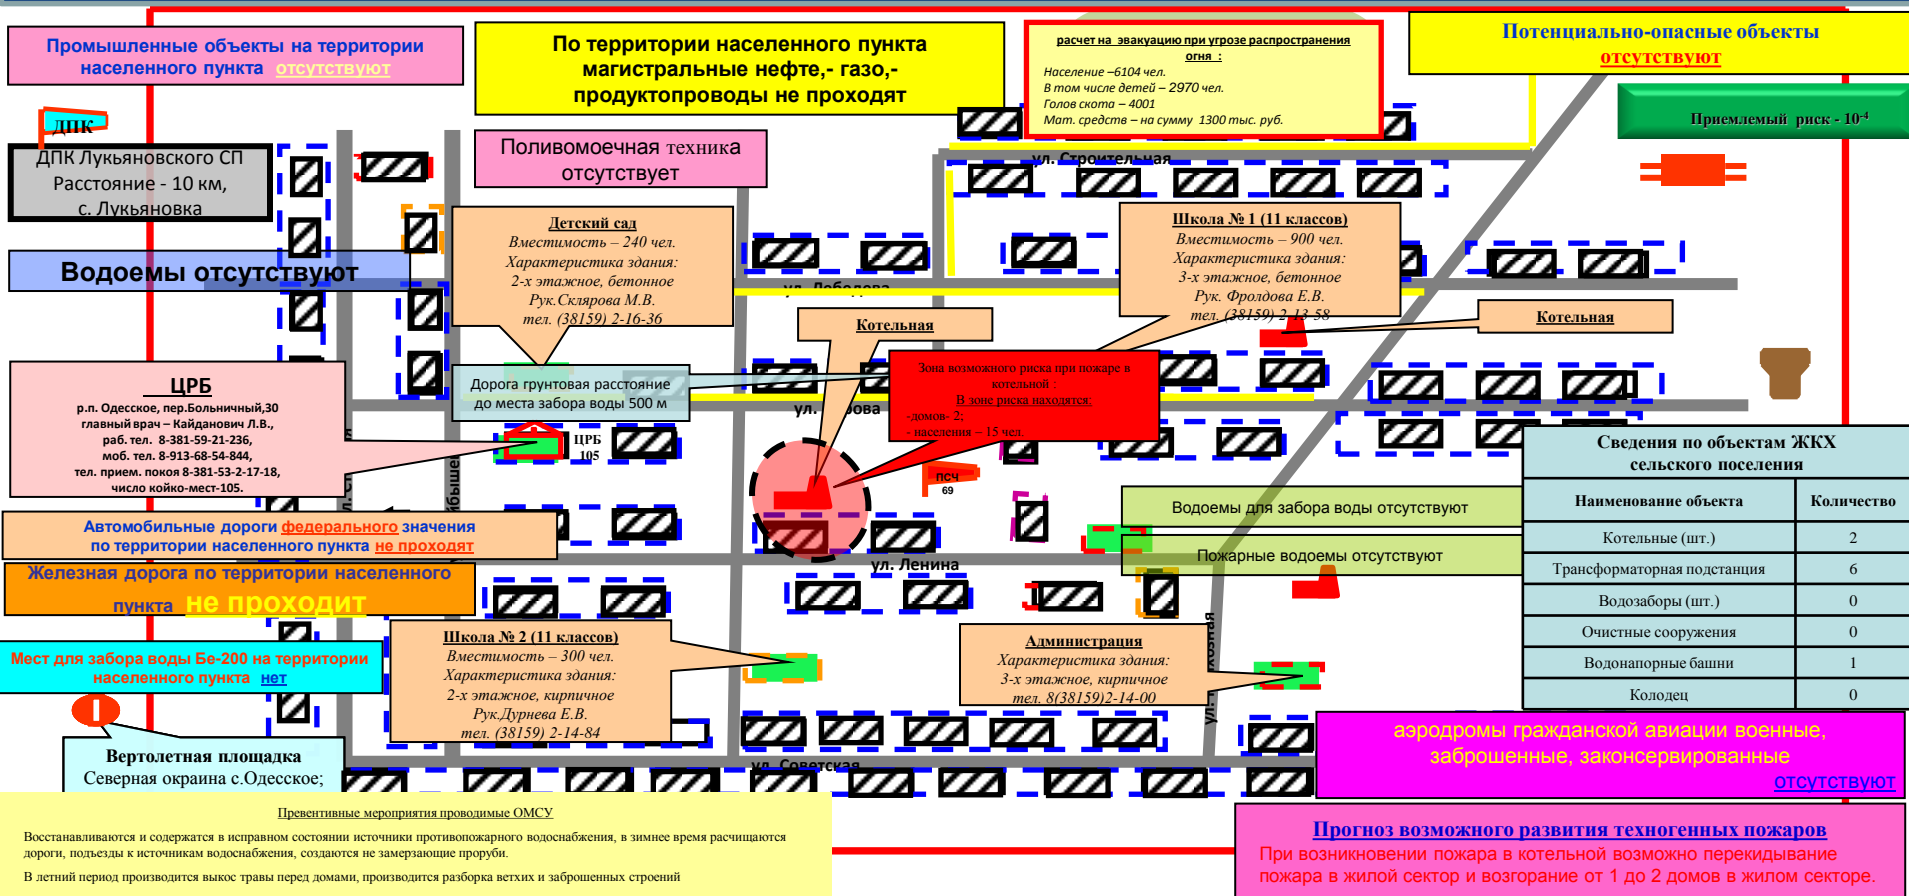 Промышленные объекты на территории
населенного пункта отсутствуют
По территории населенного пункта
магистральные нефте,- газо,-
продуктопроводы не проходят
расчет на эвакуацию при угрозе распространения
огня :
Население –6104 чел.
В том числе детей – 2970 чел.
Голов скота – 4001
Мат. средств – на сумму 1300 тыс. руб.
Потенциально-опасные объекты
отсутствуют
Приемлемый риск - 10-4
ДПК
ДПК Лукьяновского СП
Расстояние - 10 км,
с. Лукьяновка
Поливомоечная техника
отсутствует
ул. Строительная
Детский сад
Вместимость – 240 чел.
Характеристика здания:
2-х этажное, бетонное
Рук.Склярова М.В.
тел. (38159) 2-16-36
Школа № 1 (11 классов)
Вместимость – 900 чел.
Характеристика здания:
3-х этажное, бетонное
Рук. Фролдова Е.В.
тел. (38159) 2-13-58
Водоемы отсутствуют
ул. Лебедева
Котельная
Котельная
ЦРБ
р.п. Одесское, пер.Больничный,30
главный врач – Кайданович Л.В.,
раб. тел. 8-381-59-21-236,
моб. тел. 8-913-68-54-844,
тел. прием. покоя 8-381-53-2-17-18,
число койко-мест-105.
Дорога грунтовая расстояние
до места забора воды 500 м
Зона возможного риска при пожаре в
котельной :
В зоне риска находятся:
-домов- 2;
- населения – 15 чел.
ул.
ЦРБ
105
ПСЧ
69
Сведения по объектам ЖКХ
сельского поселения
Наименование объекта Количество
Котельные (шт.) 2
Трансформаторная подстанция 6
Водозаборы (шт.) 0
Очистные сооружения 0
Водонапорные башни 1
Колодец 0
Водоемы для забора воды отсутствуют
Пожарные водоемы отсутствуют
Автомобильные дороги федерального значения
по территории населенного пункта не проходят
ул. Ленина
Железная дорога по территории населенного
пункта не проходит
Школа № 2 (11 классов)
Вместимость – 300 чел.
Характеристика здания:
2-х этажное, кирпичное
Рук.Дурнева Е.В.
тел. (38159) 2-14-84
Администрация
Характеристика здания:
3-х этажное, кирпичное
тел. 8(38159)2-14-00
ул.
Мест для забора воды Бе-200 на территории
населенного пункта нет
Вертолетная площадка
Северная окраина с.Одесское;
ул. Советская
аэродромы гражданской авиации военные,
заброшенные, законсервированные
отсутствуют
Превентивные мероприятия проводимые ОМСУ
Восстанавливаются и содержатся в исправном состоянии источники противопожарного водоснабжения, в зимнее время расчищаются
дороги, подъезды к источникам водоснабжения, создаются не замерзающие проруби.
В летний период производится выкос травы перед домами, производится разборка ветхих и заброшенных строений
Прогноз возможного развития техногенных пожаров
При возникновении пожара в котельной возможно перекидывание
пожара в жилой сектор и возгорание от 1 до 2 домов в жилом секторе.